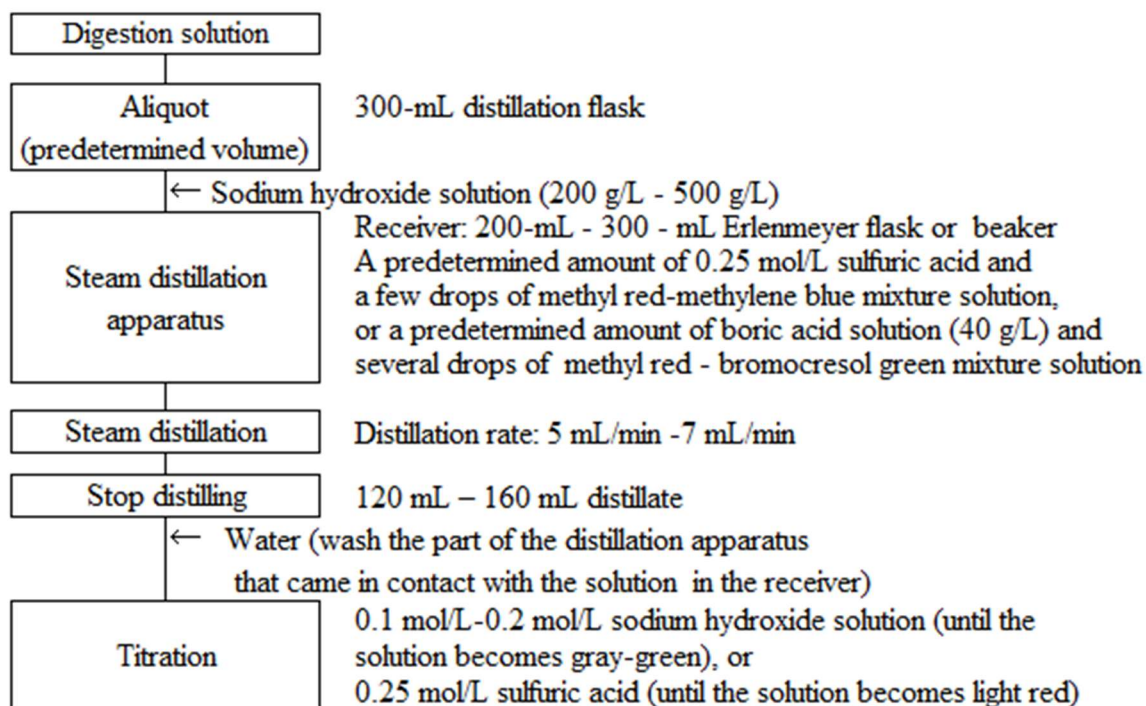 Digestion solution
Aliquot
(predetermined volume)
300-mL distillation flask
← Sodium hydroxide solution (200 g/L - 500 g/L)
Steam distillation
apparatus
Receiver: 200-mL - 300 - mL Erlenmeyer flask or beaker
A predetermined amount of 0.25 mol/L sulfuric acid and
a few drops of methyl red-methylene blue mixture solution,
or a predetermined amount of boric acid solution (40 g/L) and
several drops of methyl red - bromocresol green mixture solution
Steam distillation
Distillation rate: 5 mL/min -7 mL/min
Stop distilling
120 mL – 160 mL distillate
← Water (wash the part of the distillation apparatus
that came in contact with the solution in the receiver)
Titration
0.1 mol/L-0.2 mol/L sodium hydroxide solution (until the
solution becomes gray-green), or
0.25 mol/L sulfuric acid (until the solution becomes light red)